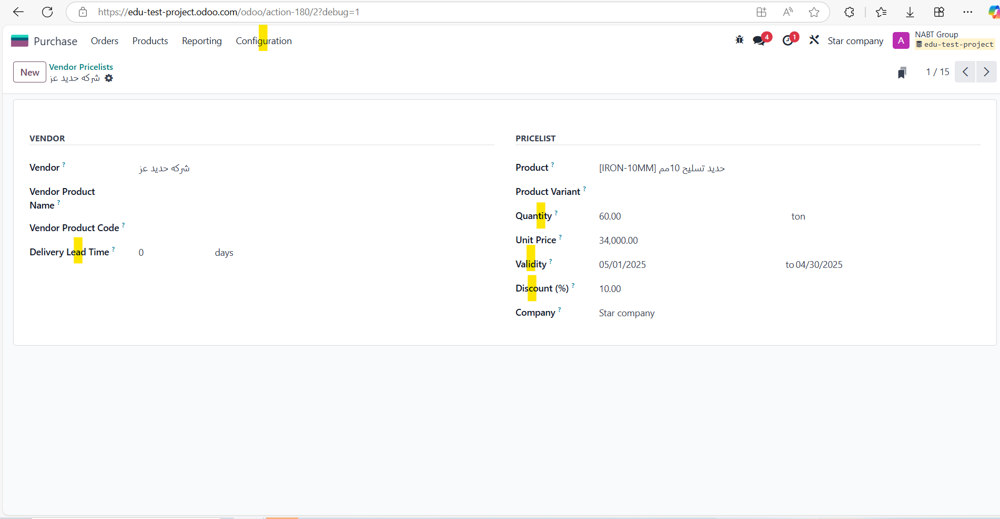 https://edu-test-project.odoo.com/odoo/action-180/2?debug=1
Purchase Orders Products Reporting Configuration 4 1 Star company A NABT Group
edu-test-project
New Vendor Pricelists
شركه حديد عز
1 / 15
VENDOR
Vendor ? شركه حديد عز
Vendor Product
Name ?
Vendor Product Code ?
Delivery Lead Time ? 0 days
PRICELIST
Product ? [IRON-10MM] حديد تسليح 10مم
Product Variant ?
Quantity ? 60.00 ton
Unit Price ? 34,000.00
Validity ? 05/01/2025 to 04/30/2025
Discount (%) ? 10.00
Company ? Star company